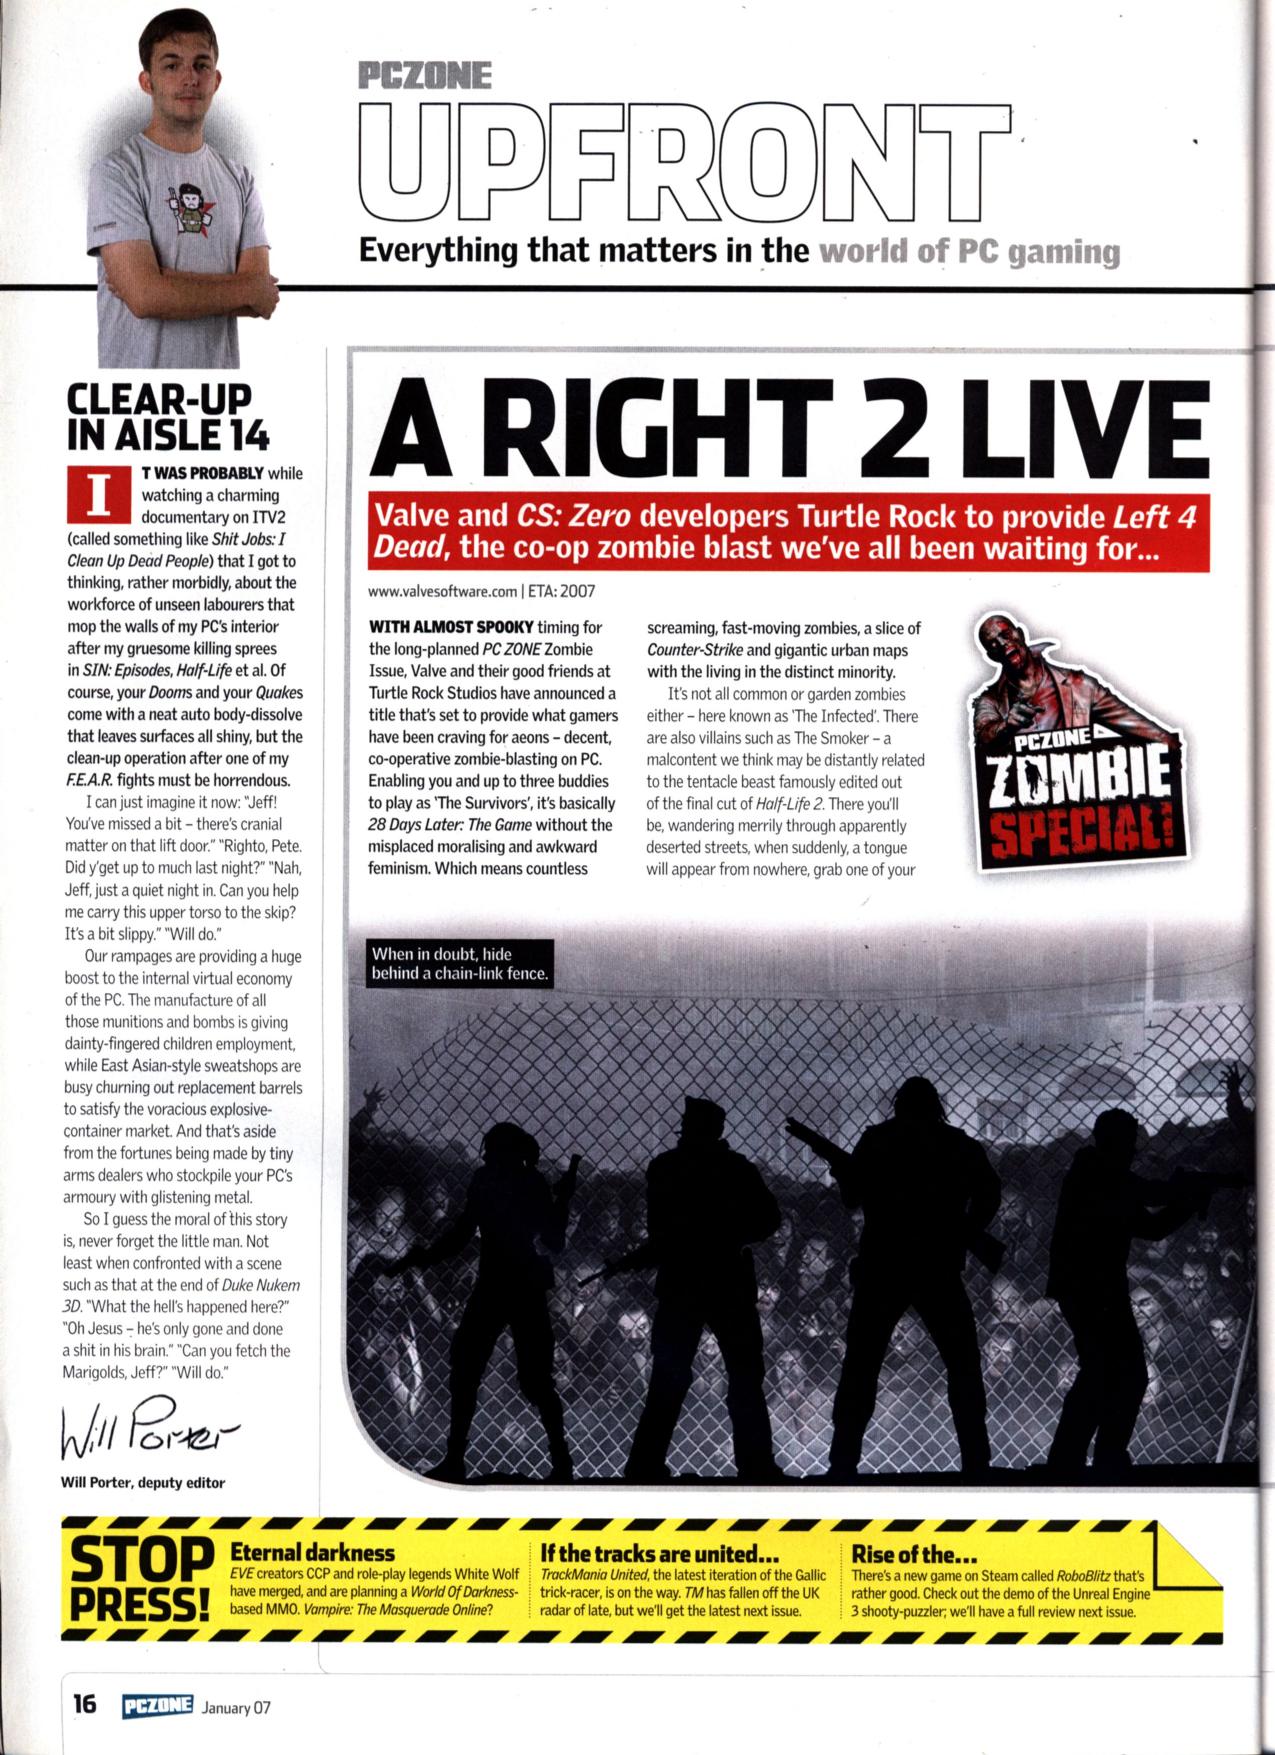 PCZONE
UPFRONT
Everything that matters in the world of PC gaming
CLEAR-UP
IN AISLE 14
IT WAS PROBABLY while
watching a charming
documentary on ITV2
(called something like Shit Jobs: I
Clean Up Dead People) that I got to
thinking, rather morbidly, about the
workforce of unseen labourers that
mop the walls of my PC's interior
after my gruesome killing sprees
in SIN: Episodes, Half-Life et al. Of
course, your Dooms and your Quakes
come with a neat auto body-dissolve
that leaves surfaces all shiny, but the
clean-up operation after one of my
F.E.A.R. fights must be horrendous.
I can just imagine it now: "Jeff!
You've missed a bit – there's cranial
matter on that lift door." "Righto, Pete.
Did y'get up to much last night?" "Nah,
Jeff, just a quiet night in. Can you help
me carry this upper torso to the skip?
It's a bit slippy." "Will do."
Our rampages are providing a huge
boost to the internal virtual economy
of the PC. The manufacture of all
those munitions and bombs is giving
dainty-fingered children employment,
while East Asian-style sweatshops are
busy churning out replacement barrels
to satisfy the voracious explosive-
container market. And that's aside
from the fortunes being made by tiny
arms dealers who stockpile your PC's
armoury with glistening metal.
So I guess the moral of this story
is, never forget the little man. Not
least when confronted with a scene
such as that at the end of Duke Nukem
3D. "What the hell's happened here?"
"Oh Jesus – he's only gone and done
a shit in his brain." "Can you fetch the
Marigolds, Jeff?" "Will do."
Will Porter
Will Porter, deputy editor
A RIGHT 2 LIVE
Valve and CS: Zero developers Turtle Rock to provide Left 4
Dead, the co-op zombie blast we've all been waiting for...
www.valvesoftware.com | ETA: 2007
WITH ALMOST SPOOKY timing for
the long-planned PC ZONE Zombie
Issue, Valve and their good friends at
Turtle Rock Studios have announced a
title that's set to provide what gamers
have been craving for aeons – decent,
co-operative zombie-blasting on PC.
Enabling you and up to three buddies
to play as 'The Survivors', it's basically
28 Days Later: The Game without the
misplaced moralising and awkward
feminism. Which means countless
screaming, fast-moving zombies, a slice of
Counter-Strike and gigantic urban maps
with the living in the distinct minority.
It's not all common or garden zombies
either – here known as 'The Infected'. There
are also villains such as The Smoker – a
malcontent we think may be distantly related
to the tentacle beast famously edited out
of the final cut of Half-Life 2. There you'll
be, wandering merrily through apparently
deserted streets, when suddenly, a tongue
will appear from nowhere, grab one of your
PCZONE
ZOMBIE
SPECIAL!
When in doubt, hide
behind a chain-link fence.
STOP
PRESS!
Eternal darkness
EVE creators CCP and role-play legends White Wolf
have merged, and are planning a World Of Darkness-
based MMO. Vampire: The Masquerade Online?
If the tracks are united...
TrackMania United, the latest iteration of the Gallic
trick-racer, is on the way. TM has fallen off the UK
radar of late, but we'll get the latest next issue.
Rise of the...
There's a new game on Steam called RoboBlitz that's
rather good. Check out the demo of the Unreal Engine
3 shooty-puzzler; we'll have a full review next issue.
16 PCZONE January 07